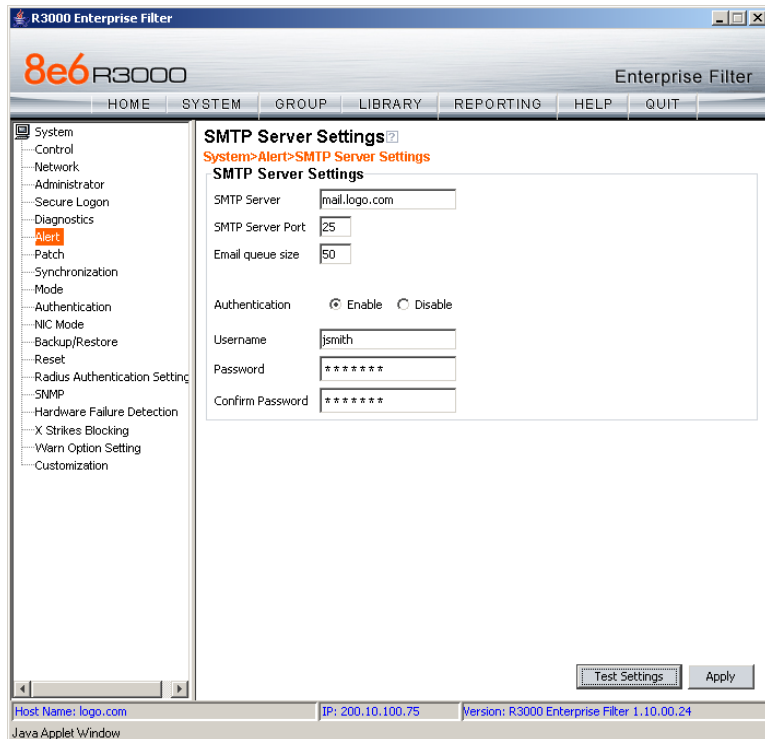 R3000 Enterprise Filter
8e6 R3000
Enterprise Filter
HOME SYSTEM GROUP LIBRARY REPORTING HELP QUIT
System
Control
Network
Administrator
Secure Logon
Diagnostics
Alert
Patch
Synchronization
Mode
Authentication
NIC Mode
Backup/Restore
Reset
Radius Authentication Setting
SNMP
Hardware Failure Detection
X Strikes Blocking
Warn Option Setting
Customization
SMTP Server Settings ?
System>Alert>SMTP Server Settings
SMTP Server Settings
SMTP Server mail.logo.com
SMTP Server Port 25
Email queue size 50
Authentication Enable Disable
Username jsmith
Password *******
Confirm Password *******
Test Settings Apply
Host Name: logo.com IP: 200.10.100.75 Version: R3000 Enterprise Filter 1.10.00.24
Java Applet Window